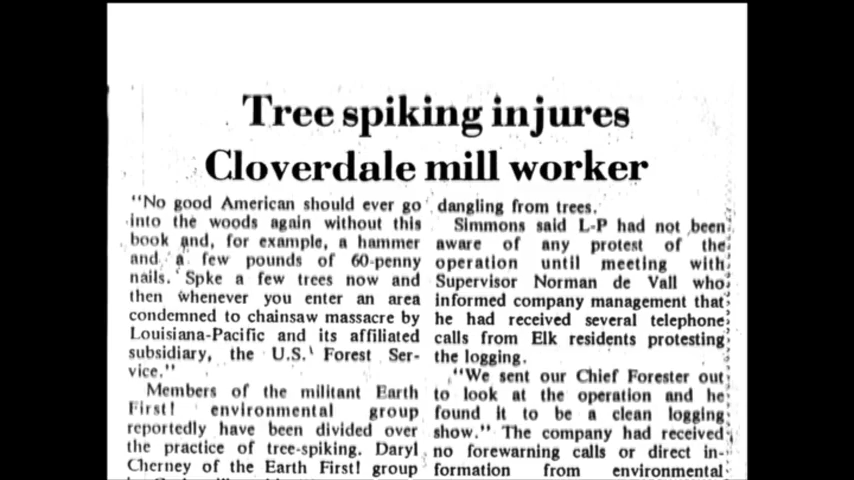 Tree spiking injures
Cloverdale mill worker
"No good American should ever go
into the woods again without this
book and, for example, a hammer
and a few pounds of 60-penny
nails. Spke a few trees now and
then whenever you enter an area
condemned to chainsaw massacre by
Louisiana-Pacific and its affiliated
subsidiary, the U.S. Forest Ser-
vice."
Members of the militant Earth
First! environmental group
reportedly have been divided over
the practice of tree-spiking. Daryl
Cherney of the Earth First! group
dangling from trees.
Simmons said L-P had not been
aware of any protest of the
operation until meeting with
Supervisor Norman de Vall who
informed company management that
he had received several telephone
calls from Elk residents protesting
the logging.
"We sent our Chief Forester out
to look at the operation and he
found it to be a clean logging
show." The company had received
no forewarning calls or direct in-
formation from environmental